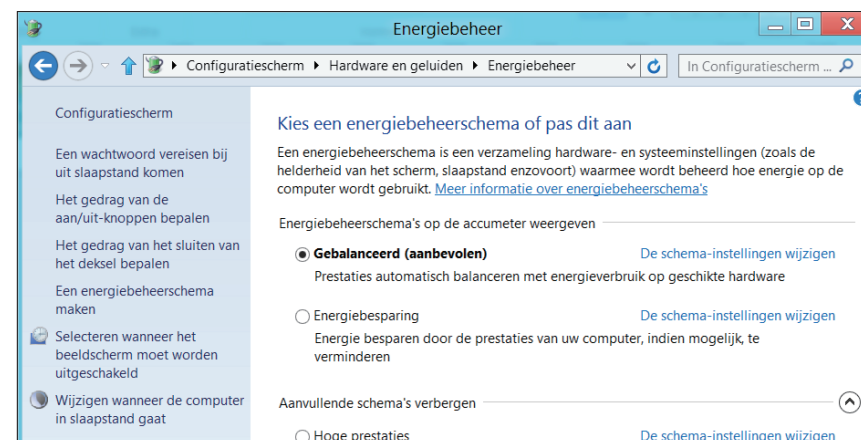 Energiebeheer
Configuratiescherm Hardware en geluiden Energiebeheer
In Configuratiescherm ...
Configuratiescherm
Een wachtwoord vereisen bij
uit slaapstand komen
Het gedrag van de
aan/uit-knoppen bepalen
Het gedrag van het sluiten van
het deksel bepalen
Een energiebeheerschema
maken
Selecteren wanneer het
beeldscherm moet worden
uitgeschakeld
Wijzigen wanneer de computer
in slaapstand gaat
Kies een energiebeheerschema of pas dit aan
Een energiebeheerschema is een verzameling hardware- en systeeminstellingen (zoals de
helderheid van het scherm, slaapstand enzovoort) waarmee wordt beheerd hoe energie op de
computer wordt gebruikt. Meer informatie over energiebeheerschema's
Energiebeheerschema's op de accumeter weergeven
Gebalanceerd (aanbevolen) De schema-instellingen wijzigen
Prestaties automatisch balanceren met energieverbruik op geschikte hardware
Energiebesparing De schema-instellingen wijzigen
Energie besparen door de prestaties van uw computer, indien mogelijk, te
verminderen
Aanvullende schema's verbergen
Hoge prestaties De schema-instellingen wijzigen